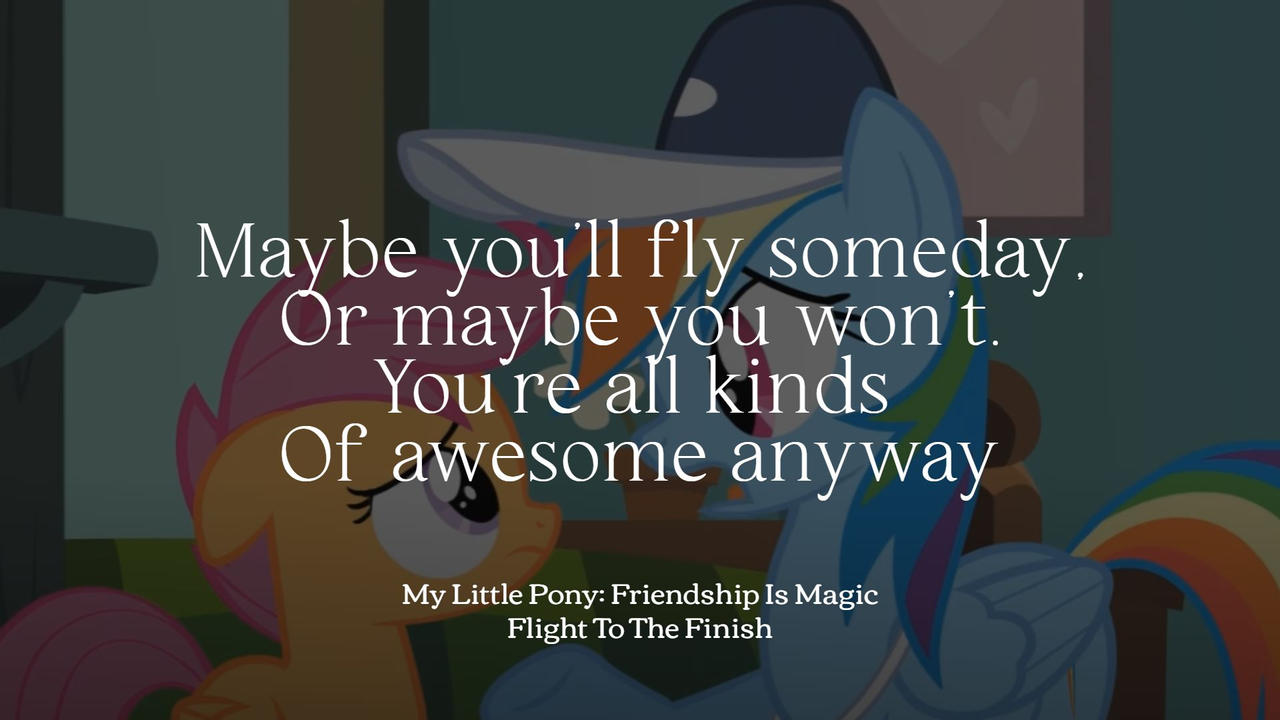 Maybe you'll fly someday,
Or maybe you won't.
You're all kinds
Of awesome anyway
My Little Pony: Friendship Is Magic
Flight To The Finish